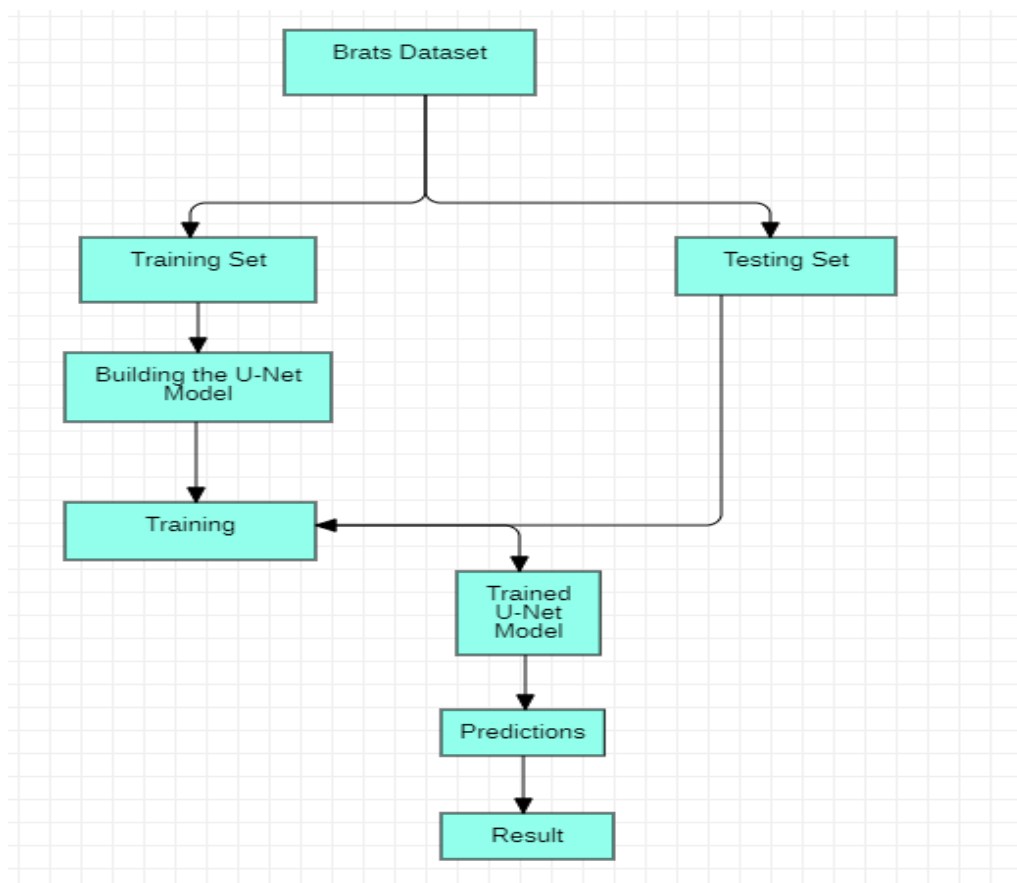 Brats Dataset
Training Set
Testing Set
Building the U-Net
Model
Training
Trained
U-Net
Model
Predictions
Result